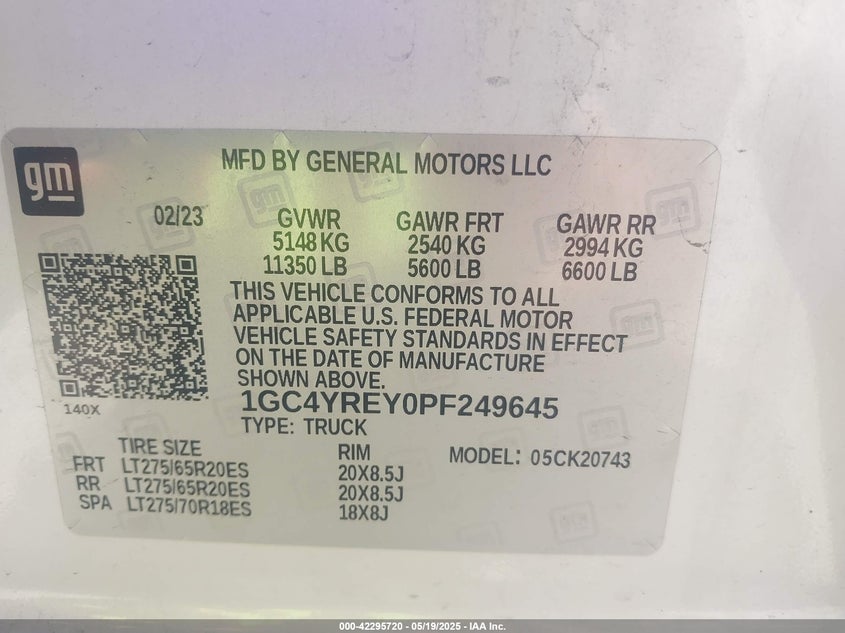 gm
MFD BY GENERAL MOTORS LLC
02/23 GVWR GAWR FRT GAWR RR
5148 KG 2540 KG 2994 KG
11350 LB 5600 LB 6600 LB
THIS VEHICLE CONFORMS TO ALL
APPLICABLE U.S. FEDERAL MOTOR
VEHICLE SAFETY STANDARDS IN EFFECT
ON THE DATE OF MANUFACTURE
SHOWN ABOVE.
140X
1GC4YREY0PF249645
TYPE: TRUCK
TIRE SIZE RIM MODEL: 05CK20743
FRT LT275/65R20ES 20X8.5J
RR LT275/65R20ES 20X8.5J
SPA LT275/70R18ES 18X8J
000-42295720 - 05/19/2025 - IAA Inc.